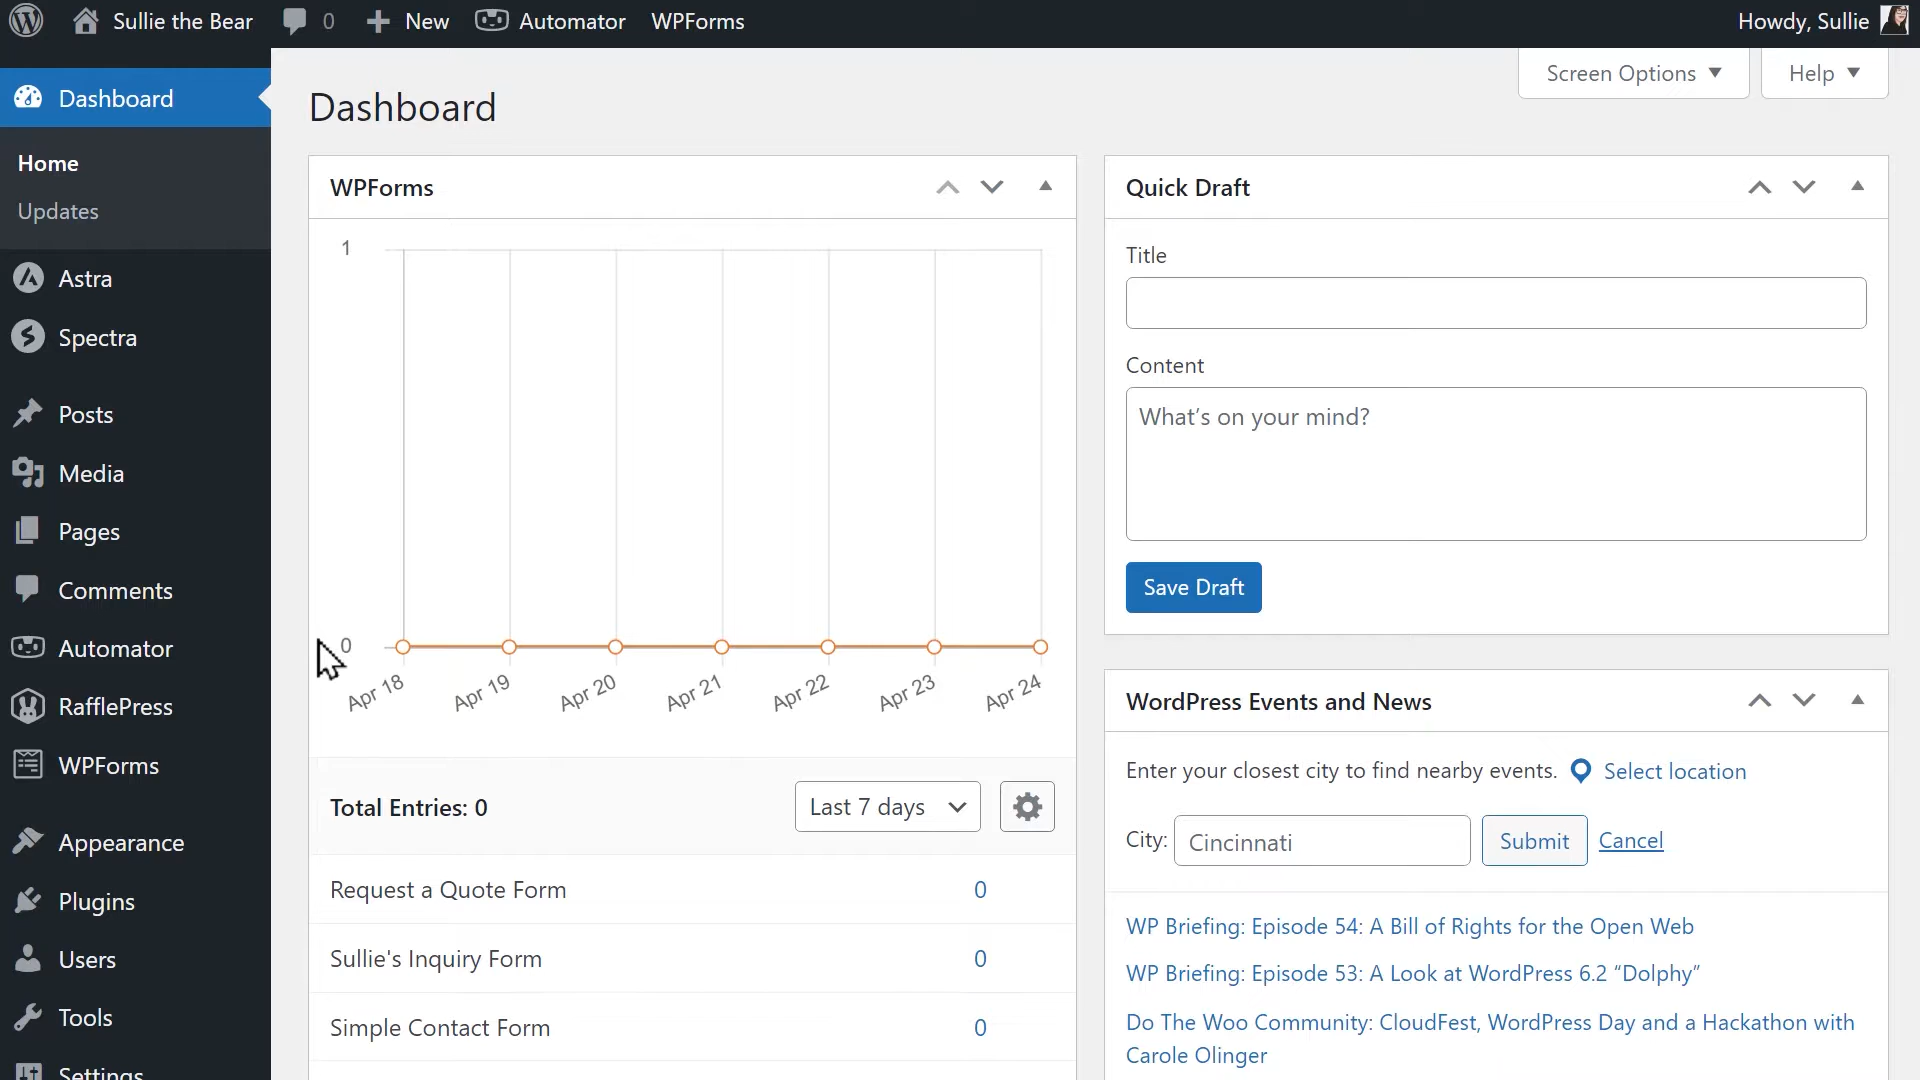 Sullie the Bear 0 New Automator WPForms Howdy, Sullie
Screen Options Help
Dashboard
Home
Updates
Astra
Spectra
Posts
Media
Pages
Comments
Automator
RafflePress
WPForms
Appearance
Plugins
Users
Tools
Settings
Dashboard
WPForms
1
0
Apr 18 Apr 19 Apr 20 Apr 21 Apr 22 Apr 23 Apr 24
Total Entries: 0 Last 7 days
Request a Quote Form 0
Sullie's Inquiry Form 0
Simple Contact Form 0
Quick Draft
Title
Content
What’s on your mind?
Save Draft
WordPress Events and News
Enter your closest city to find nearby events. Select location
City: Cincinnati Submit Cancel
WP Briefing: Episode 54: A Bill of Rights for the Open Web
WP Briefing: Episode 53: A Look at WordPress 6.2 “Dolphy”
Do The Woo Community: CloudFest, WordPress Day and a Hackathon with
Carole Olinger